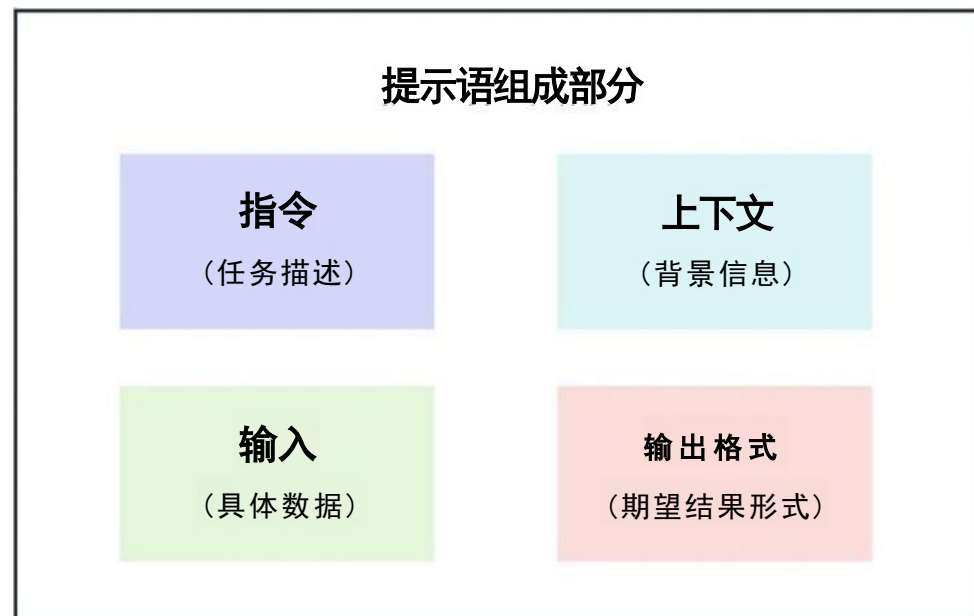 提示语组成部分
指令
（任务描述）
上下文
（背景信息）
输入
（具体数据）
输出格式
（期望结果形式）